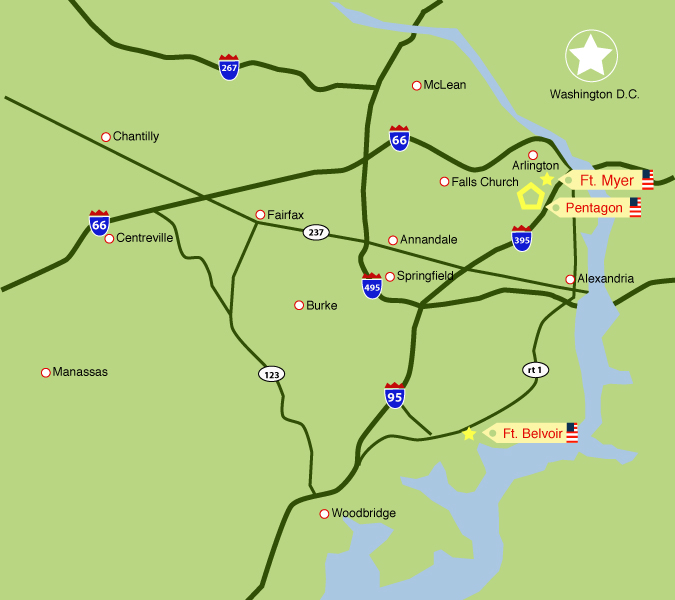 267
McLean
Washington D.C.
Chantilly
66
Arlington
Falls Church
Ft. Myer
Pentagon
66
Centreville
Fairfax
237
Annandale
395
495
Springfield
Alexandria
Burke
Manassas
123
rt 1
95
Ft. Belvoir
Woodbridge